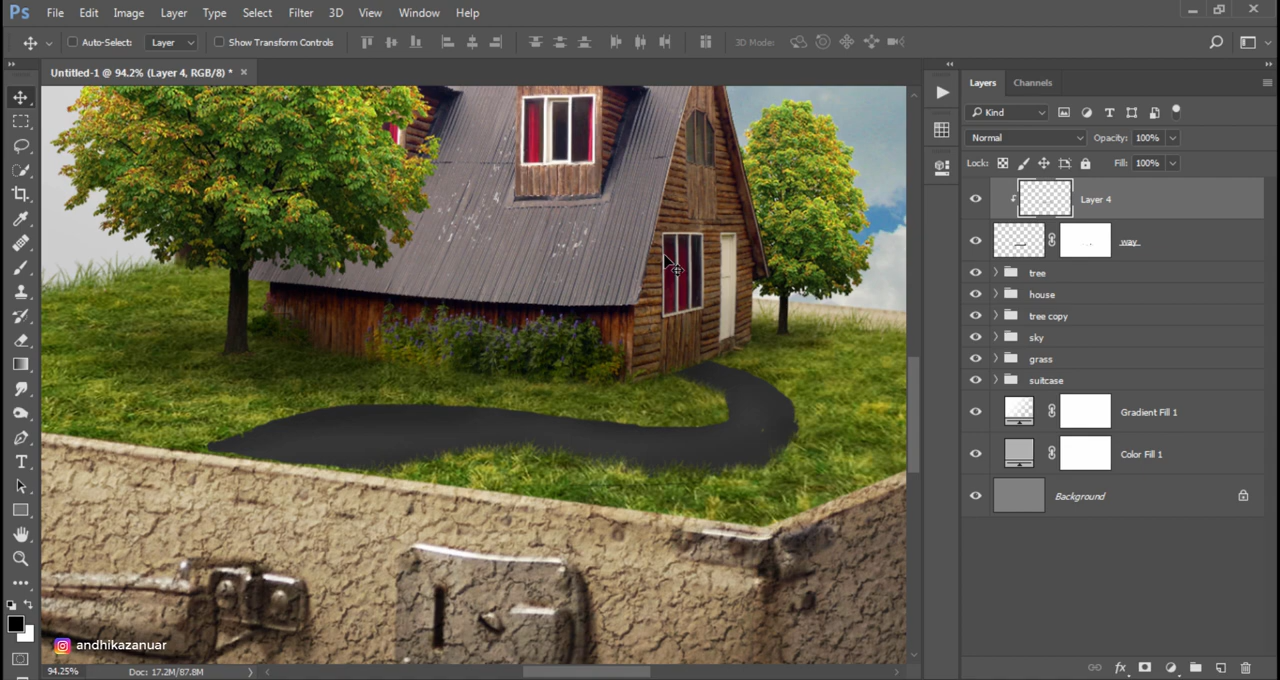 Ps File Edit Image Layer Type Select Filter 3D View Window Help
Auto-Select: Layer Show Transform Controls 3D Mode:
Untitled-1 @ 94.2% (Layer 4, RGB/8) * ×
Layers Channels
Kind
Normal Opacity: 100%
Lock: Fill: 100%
Layer 4
way
tree
house
tree copy
sky
grass
suitcase
Gradient Fill 1
Color Fill 1
Background
andhikazanuar
94.25% Doc: 17.2M/87.8M
fx